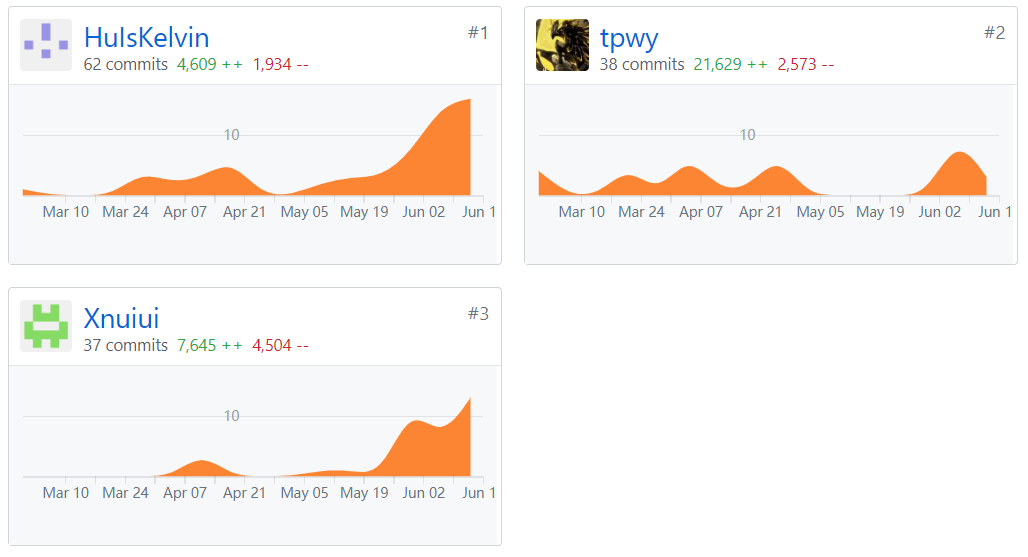 HulsKelvin #1
62 commits 4,609 ++ 1,934 --
10
Mar 10 Mar 24 Apr 07 Apr 21 May 05 May 19 Jun 02 Jun 1
tpwy #2
38 commits 21,629 ++ 2,573 --
10
Mar 10 Mar 24 Apr 07 Apr 21 May 05 May 19 Jun 02 Jun 1
Xnuiui #3
37 commits 7,645 ++ 4,504 --
10
Mar 10 Mar 24 Apr 07 Apr 21 May 05 May 19 Jun 02 Jun 1